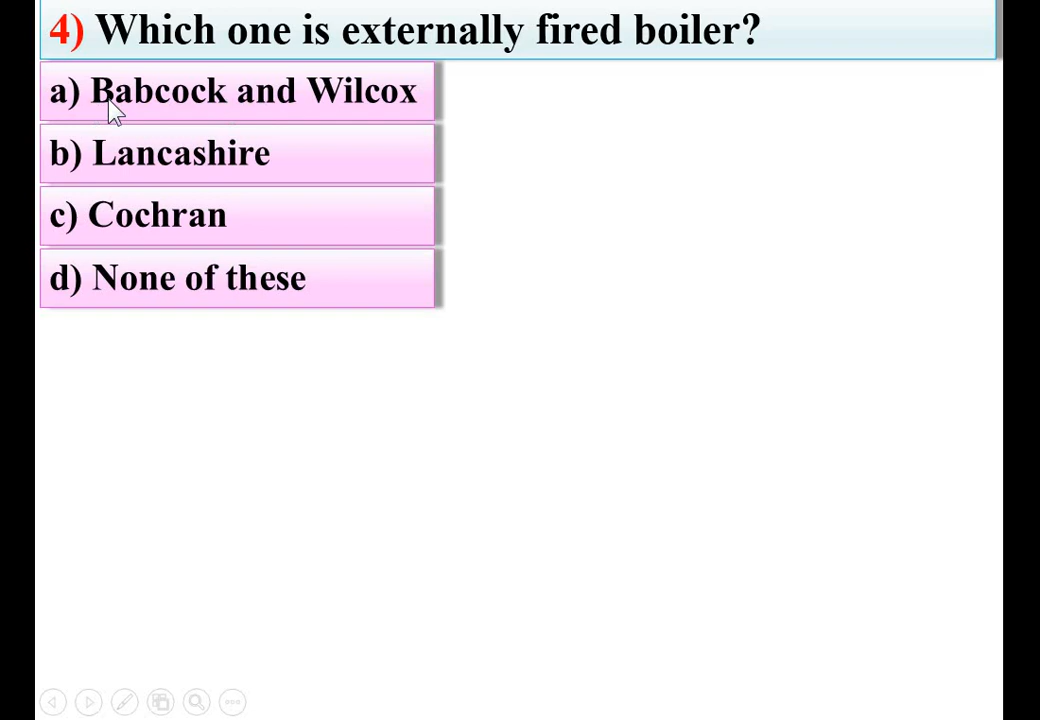 4) Which one is externally fired boiler?
a) Babcock and Wilcox
b) Lancashire
c) Cochran
d) None of these